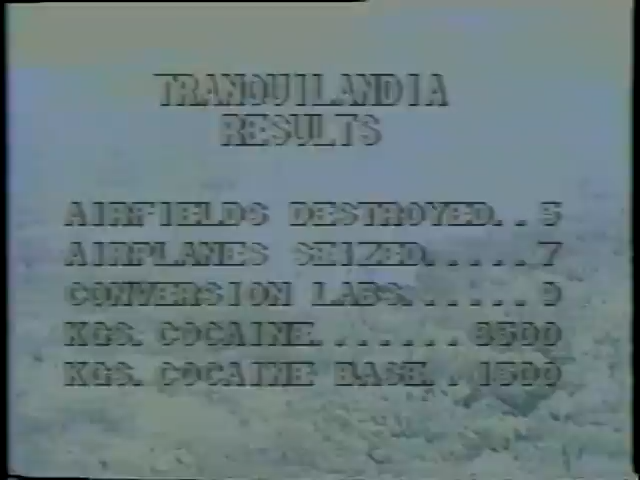 TRANQUILANDIA
RESULTS
AIRFIELDS DESTROYED.. 5
AIRPLANES SEIZED.....7
CONVERSION LABS......9
KGS. COCAINE....... 8500
KGS. COCAINE BASE.. 1500